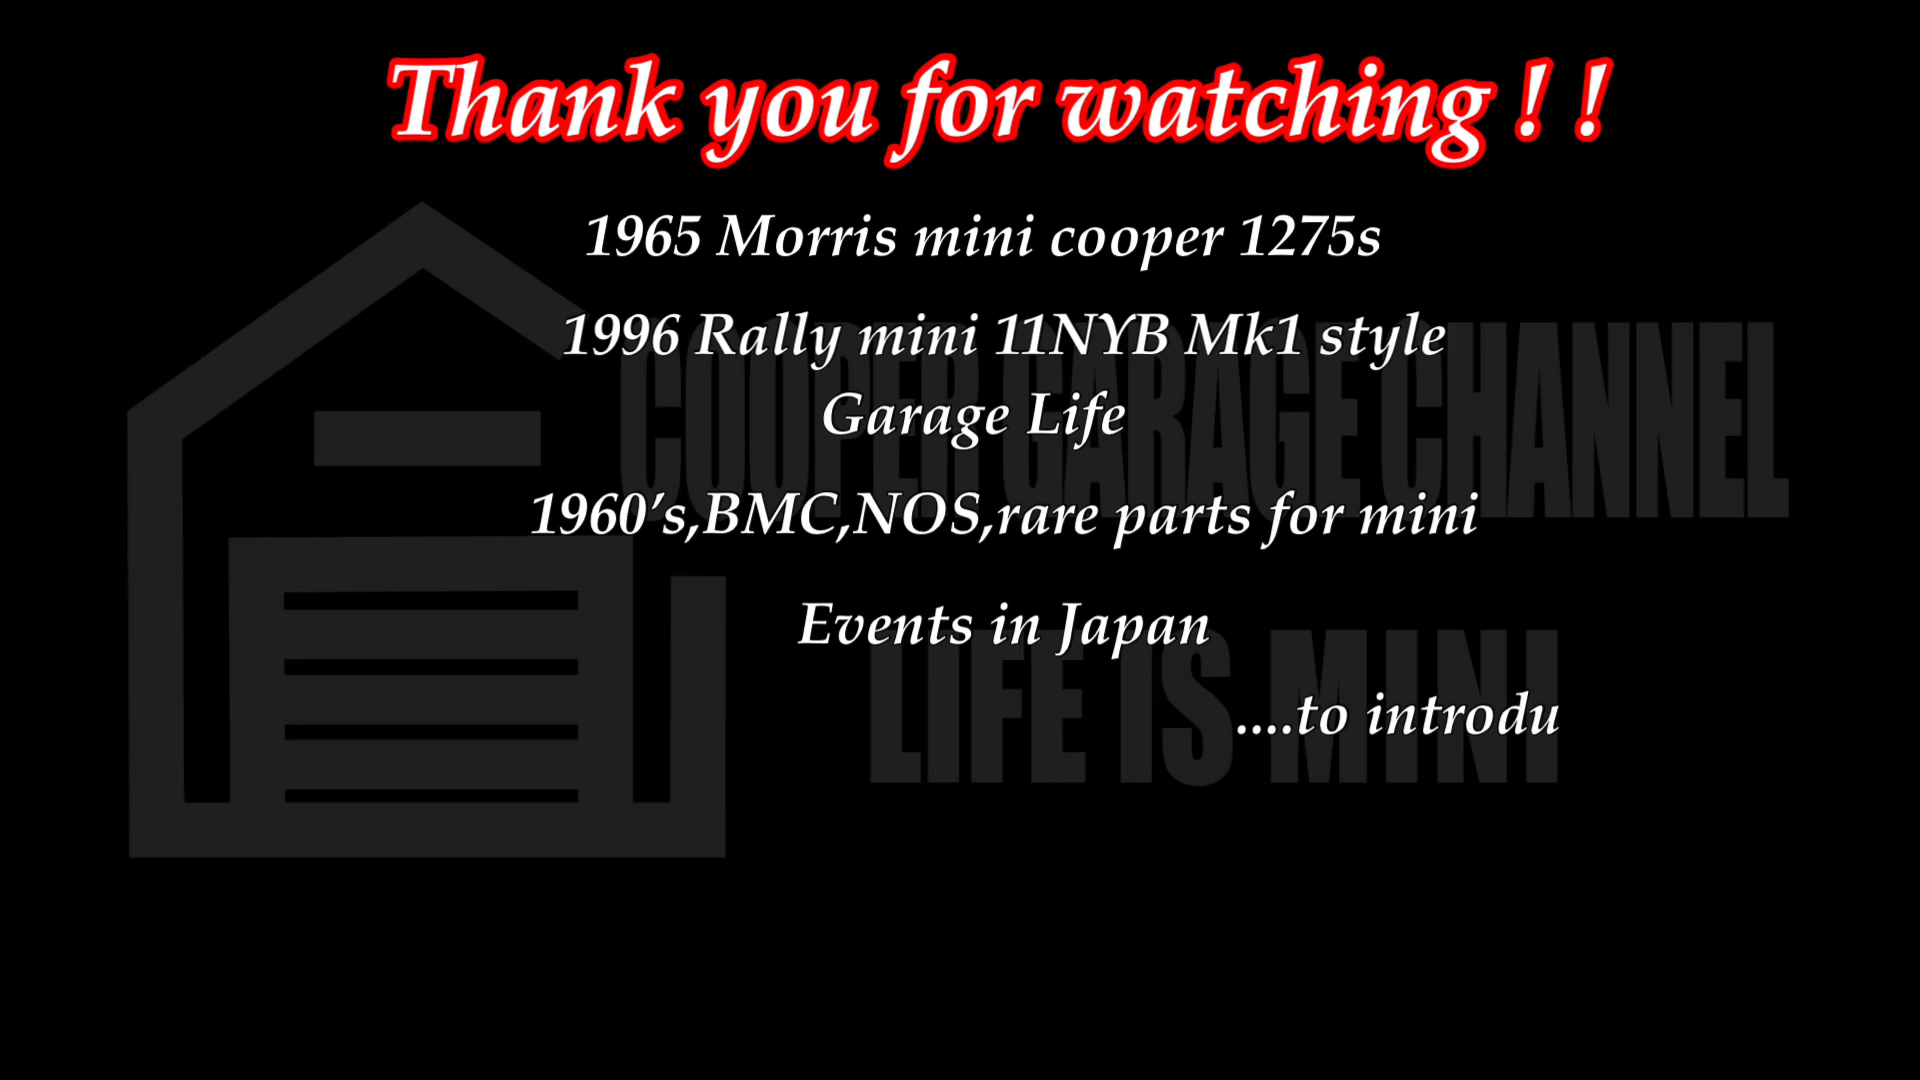 Thank you for watching ! !
1965 Morris mini cooper 1275s
1996 Rally mini 11NYB Mk1 style
Garage Life
COOPER GARAGE CHANNEL
1960’s,BMC,NOS,rare parts for mini
Events in Japan
LIFE IS MINI
....to introdu